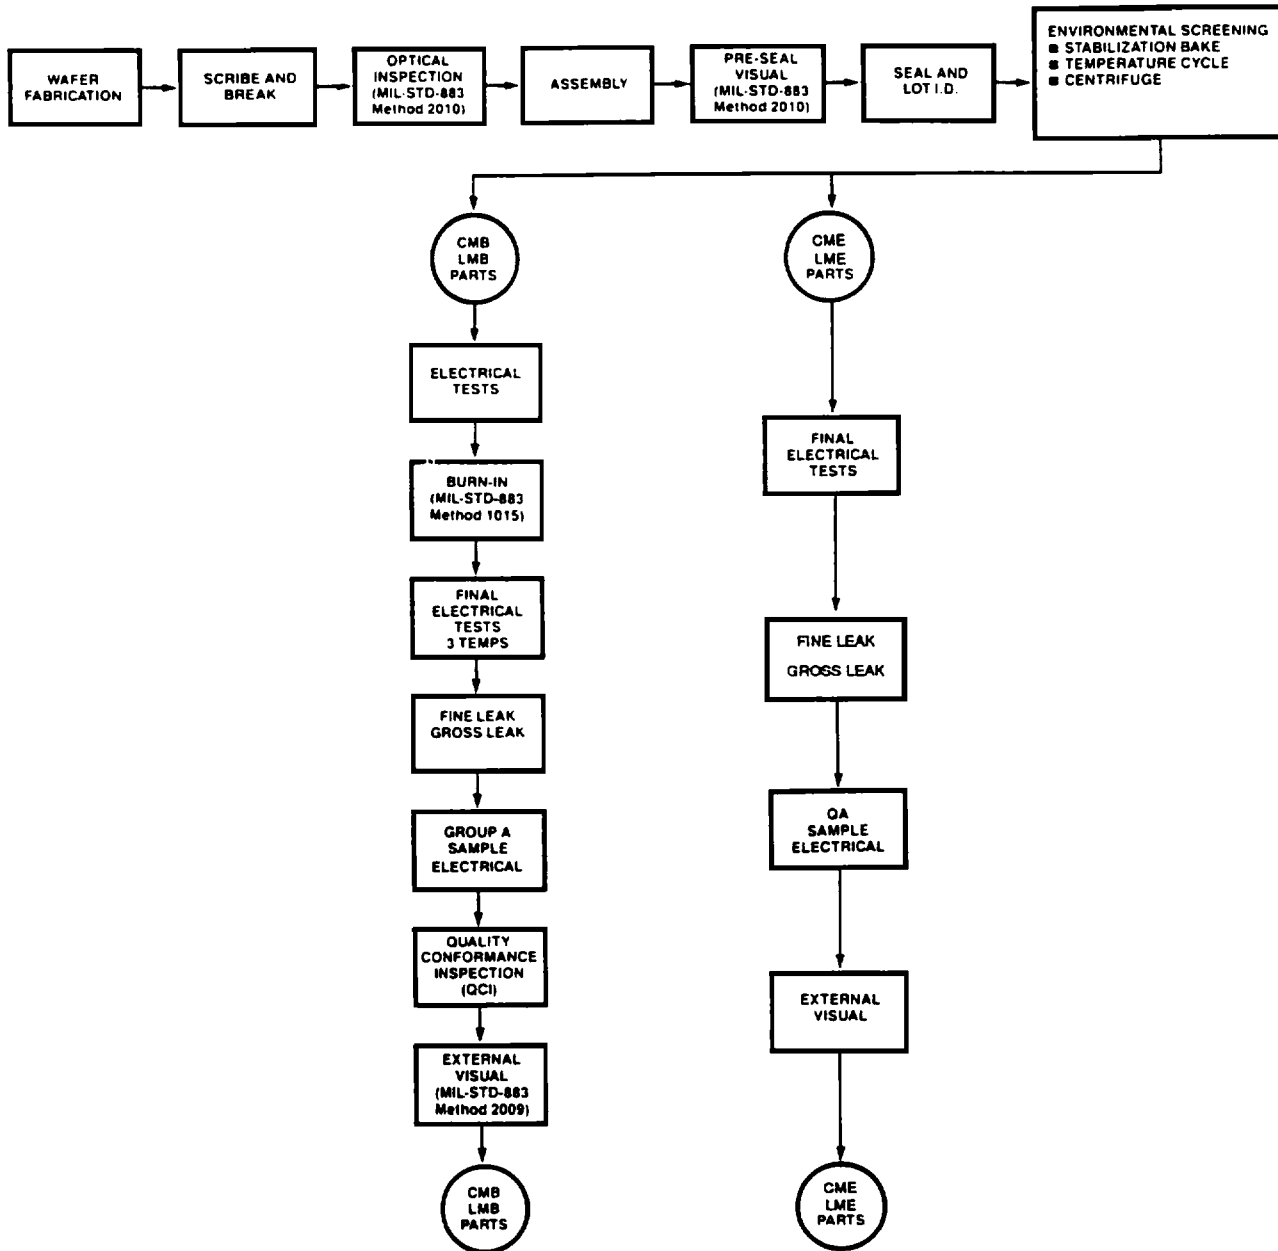 WAFER
FABRICATION
SCRIBE AND
BREAK
OPTICAL
INSPECTION
(MIL-STD-883
Method 2010)
ASSEMBLY
PRE-SEAL
VISUAL
(MIL-STD-883
Method 2010)
SEAL AND
LOT I.D.
ENVIRONMENTAL SCREENING
■ STABILIZATION BAKE
■ TEMPERATURE CYCLE
■ CENTRIFUGE
CMB
LMB
PARTS
ELECTRICAL
TESTS
BURN-IN
(MIL-STD-883
Method 1015)
FINAL
ELECTRICAL
TESTS
3 TEMPS
FINE LEAK
GROSS LEAK
GROUP A
SAMPLE
ELECTRICAL
QUALITY
CONFORMANCE
INSPECTION
(QCI)
EXTERNAL
VISUAL
(MIL-STD-883
Method 2009)
CMB
LMB
PARTS
CME
LME
PARTS
FINAL
ELECTRICAL
TESTS
FINE LEAK
GROSS LEAK
QA
SAMPLE
ELECTRICAL
EXTERNAL
VISUAL
CME
LME
PARTS